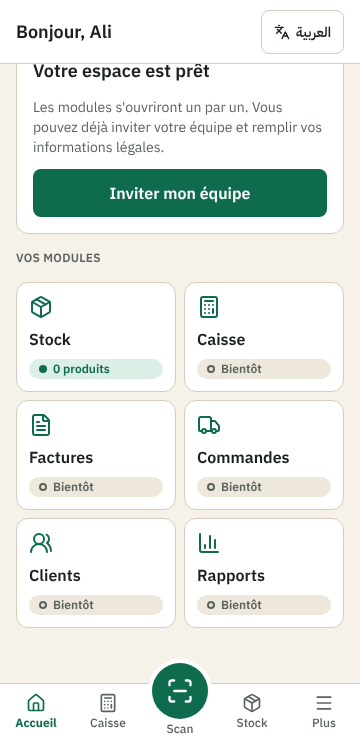 Bonjour, Ali
العربية
Votre espace est prêt
Les modules s'ouvriront un par un. Vous
pouvez déjà inviter votre équipe et remplir vos
informations légales.
Inviter mon équipe
VOS MODULES
Stock
0 produits
Caisse
Bientôt
Factures
Bientôt
Commandes
Bientôt
Clients
Bientôt
Rapports
Bientôt
Accueil
Caisse
Scan
Stock
Plus